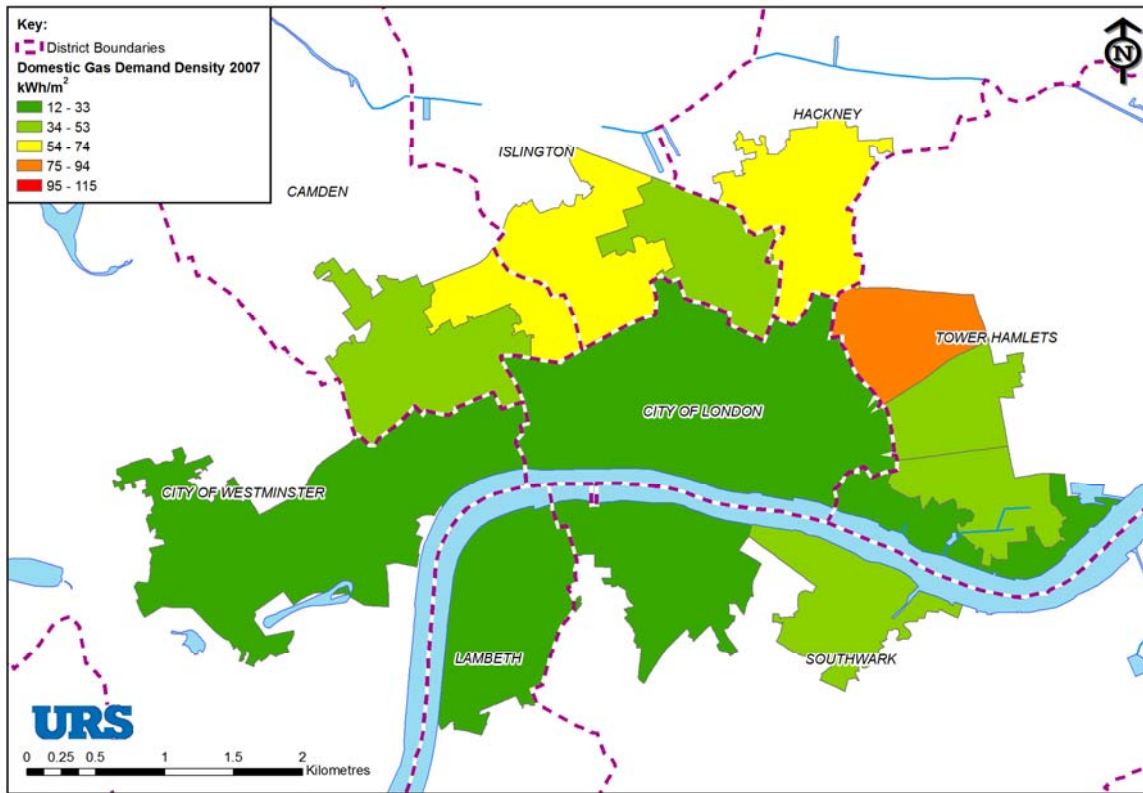 Key:
District Boundaries
Domestic Gas Demand Density 2007
kWh/m²
12 - 33
34 - 53
54 - 74
75 - 94
95 - 115
N
HACKNEY
ISLINGTON
CAMDEN
TOWER HAMLETS
CITY OF LONDON
CITY OF WESTMINSTER
LAMBETH
SOUTHWARK
URS
0 0.25 0.5 1 1.5 2
Kilometres